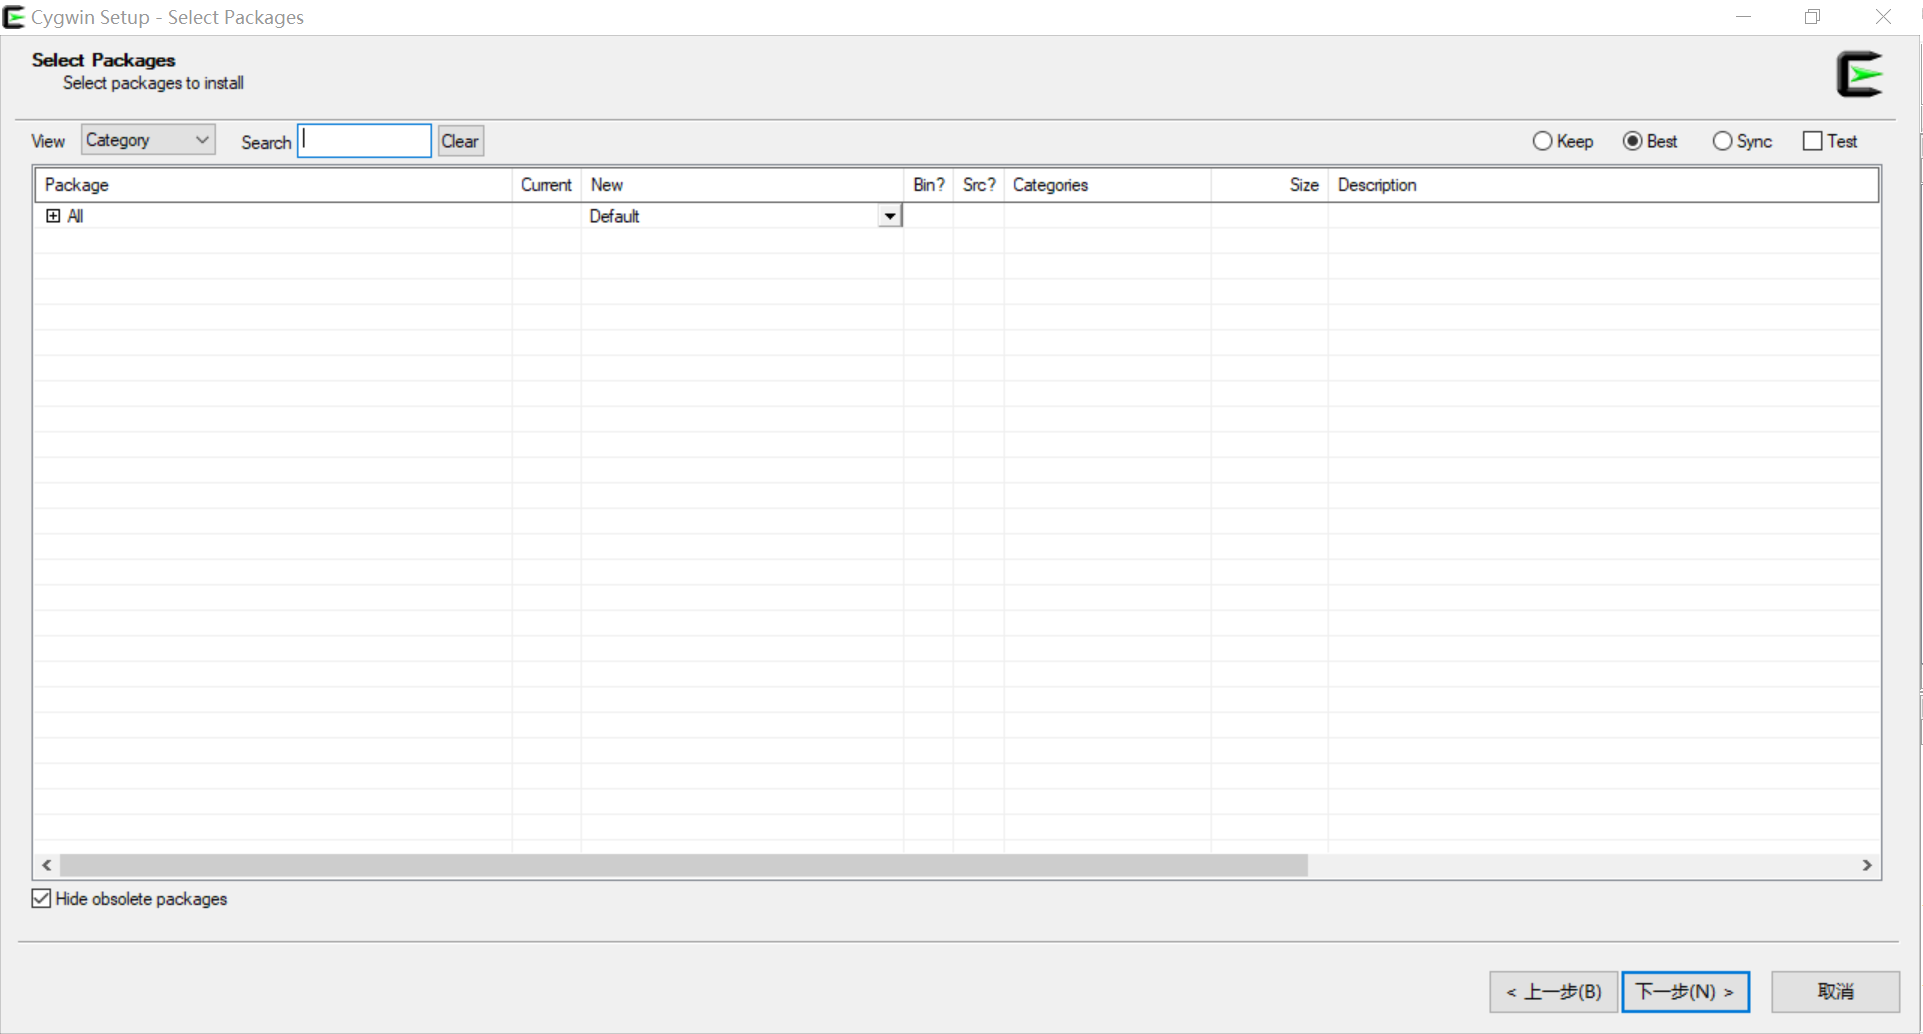 Cygwin Setup - Select Packages
Select Packages
Select packages to install
View Category Search Clear Keep Best Sync Test
Package Current New Bin? Src? Categories Size Description
All Default
Hide obsolete packages
< 上一步(B) 下一步(N) > 取消